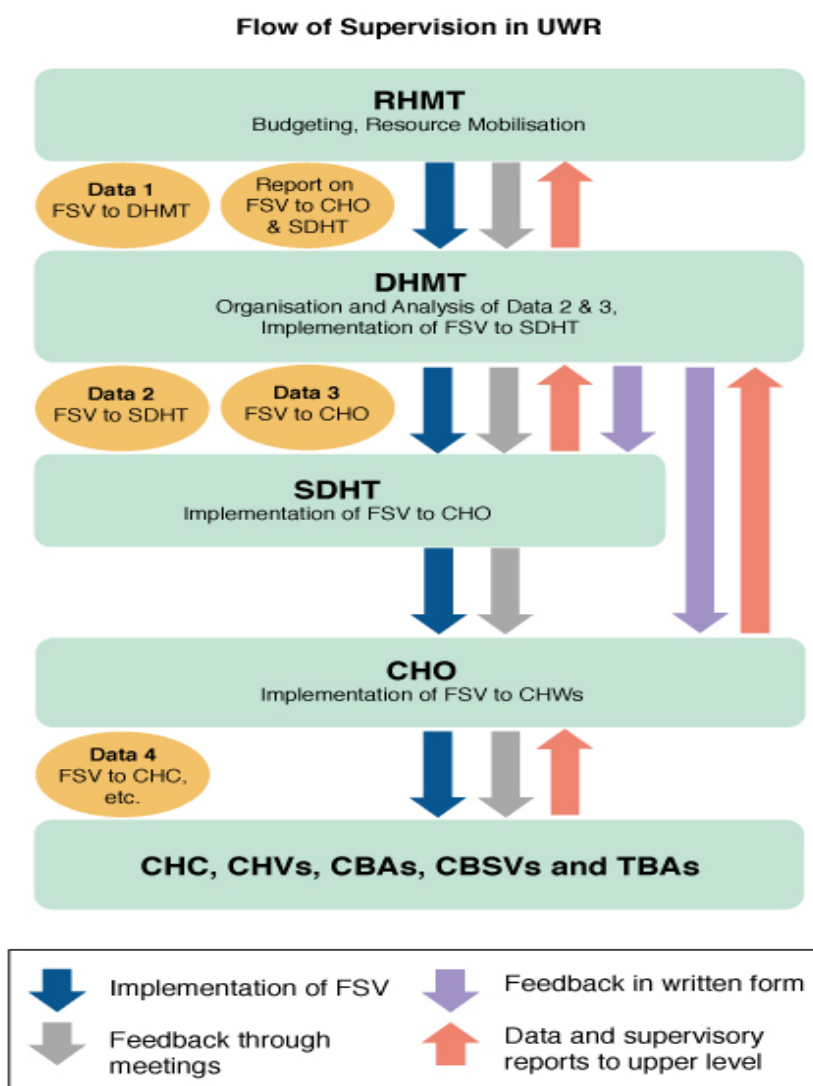 Flow of Supervision in UWR
RHMT
Budgeting, Resource Mobilisation
Data 1
FSV to DHMT
Report on
FSV to CHO
& SDHT
DHMT
Organisation and Analysis of Data 2 & 3,
Implementation of FSV to SDHT
Data 2
FSV to SDHT
Data 3
FSV to CHO
SDHT
Implementation of FSV to CHO
CHO
Implementation of FSV to CHWs
Data 4
FSV to CHC,
etc.
CHC, CHVs, CBAs, CBSVs and TBAs
Implementation of FSV
Feedback through
meetings
Feedback in written form
Data and supervisory
reports to upper level